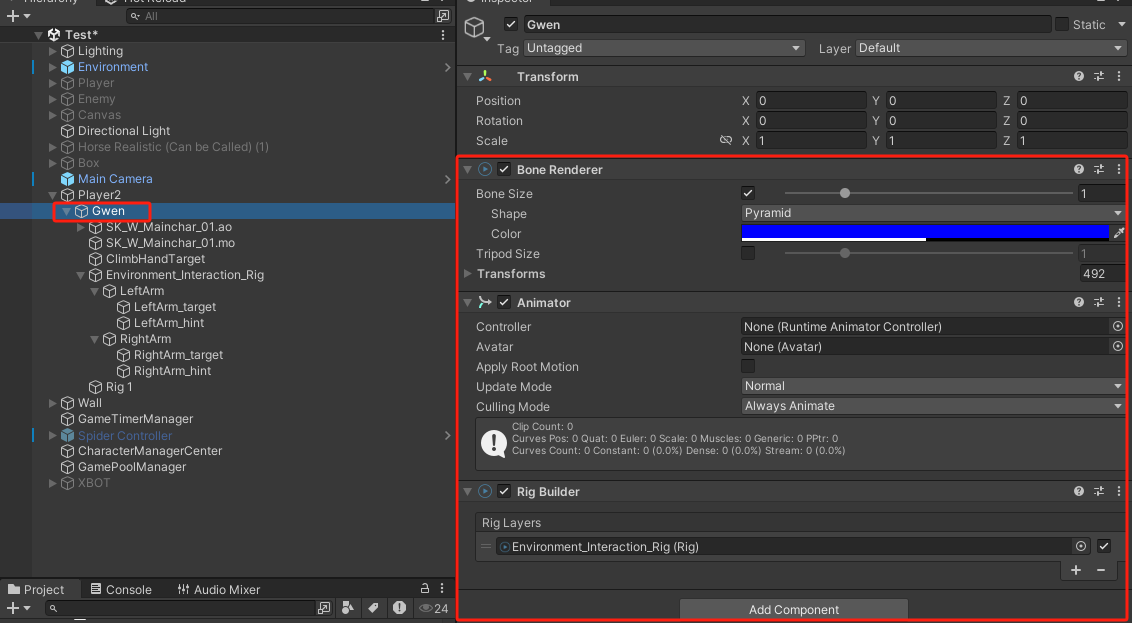 Hierarchy
Hot Reload
All
Test*
Lighting
Environment
Player
Enemy
Canvas
Directional Light
Horse Realistic (Can be Called) (1)
Box
Main Camera
Player2
Gwen
SK_W_Mainchar_01.ao
SK_W_Mainchar_01.mo
ClimbHandTarget
Environment_Interaction_Rig
LeftArm
LeftArm_target
LeftArm_hint
RightArm
RightArm_target
RightArm_hint
Rig 1
Wall
GameTimerManager
Spider Controller
CharacterManagerCenter
GamePoolManager
XBOT
Project Console Audio Mixer
24
Inspector
Gwen Static
Tag Untagged Layer Default
Transform
Position X 0 Y 0 Z 0
Rotation X 0 Y 0 Z 0
Scale X 1 Y 1 Z 1
Bone Renderer
Bone Size 1
Shape Pyramid
Color
Tripod Size 1
Transforms 492
Animator
Controller None (Runtime Animator Controller)
Avatar None (Avatar)
Apply Root Motion
Update Mode Normal
Culling Mode Always Animate
Clip Count: 0
Curves Pos: 0 Quat: 0 Euler: 0 Scale: 0 Muscles: 0 Generic: 0 PPtr: 0
Curves Count: 0 Constant: 0 (0.0%) Dense: 0 (0.0%) Stream: 0 (0.0%)
Rig Builder
Rig Layers
Environment_Interaction_Rig (Rig)
Add Component